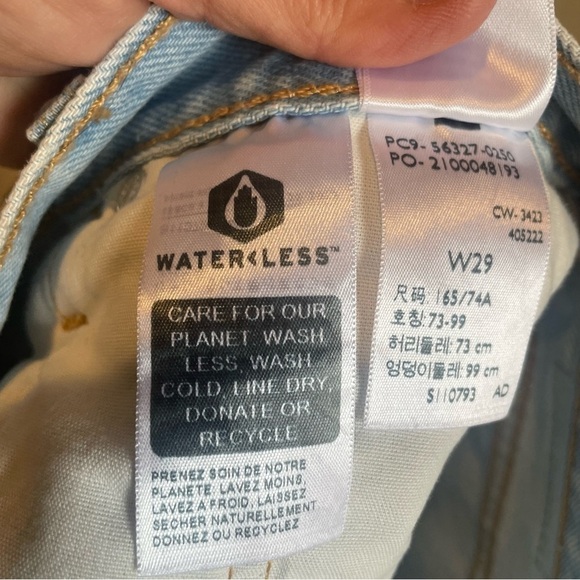 WATER<LESS™
CARE FOR OUR
PLANET. WASH
LESS, WASH
COLD, LINE DRY,
DONATE OR
RECYCLE
PRENEZ SOIN DE NOTRE
PLANÈTE. LAVEZ MOINS,
LAVEZ A FROID, LAISSEZ
SECHER NATURELLEMENT.
DONNEZ OU RECYCLEZ
PC9- 56327-0250
PO- 2100048193
CW- 3423
405222
W29
尺码: 165/74A
호칭: 73-99
허리둘레: 73 cm
엉덩이둘레: 99 cm
S110793 AD